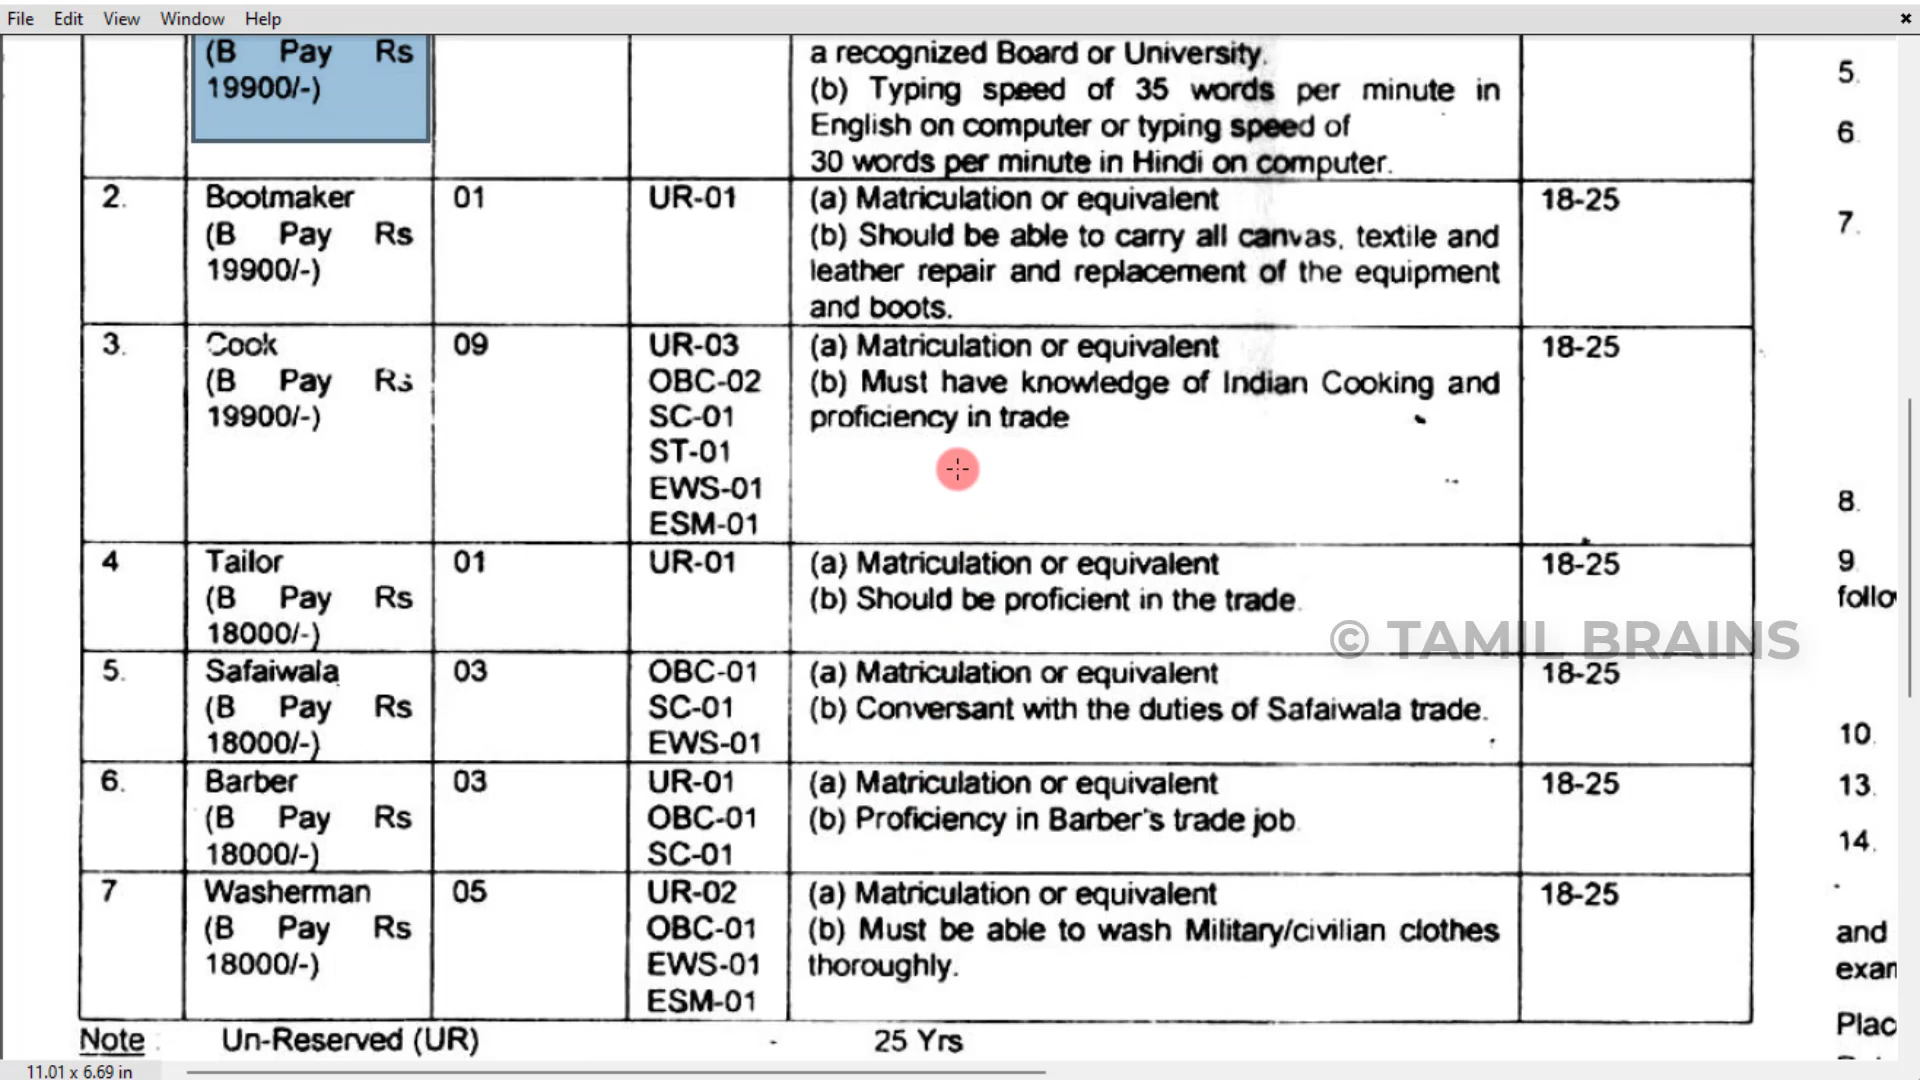 File Edit View Window Help
(B Pay Rs
19900/-)
a recognized Board or University.
(b) Typing speed of 35 words per minute in
English on computer or typing speed of
30 words per minute in Hindi on computer.
2. Bootmaker 01 UR-01 (a) Matriculation or equivalent 18-25
(B Pay Rs (b) Should be able to carry all canvas, textile and
19900/-) leather repair and replacement of the equipment
and boots.
3. Cook 09 UR-03 (a) Matriculation or equivalent 18-25
(B Pay Rs OBC-02 (b) Must have knowledge of Indian Cooking and
19900/-) SC-01 proficiency in trade
ST-01
EWS-01
ESM-01
4 Tailor 01 UR-01 (a) Matriculation or equivalent 18-25
(B Pay Rs (b) Should be proficient in the trade.
18000/-)
© TAMIL BRAINS
5. Safaiwala 03 OBC-01 (a) Matriculation or equivalent 18-25
(B Pay Rs SC-01 (b) Conversant with the duties of Safaiwala trade.
18000/-) EWS-01
6. Barber 03 UR-01 (a) Matriculation or equivalent 18-25
(B Pay Rs OBC-01 (b) Proficiency in Barber's trade job.
18000/-) SC-01
7 Washerman 05 UR-02 (a) Matriculation or equivalent 18-25
(B Pay Rs OBC-01 (b) Must be able to wash Military/civilian clothes
18000/-) EWS-01 thoroughly.
ESM-01
Note : Un-Reserved (UR) - 25 Yrs
5.
6.
7.
8.
9.
follo
10.
13.
14.
and
exam
Plac
11.01 x 6.69 in